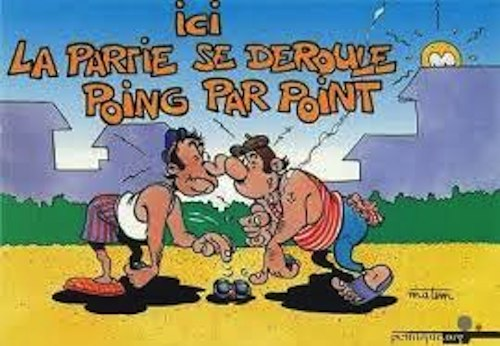 ici
LA PARTIE SE DEROULE
POING PAR POINT